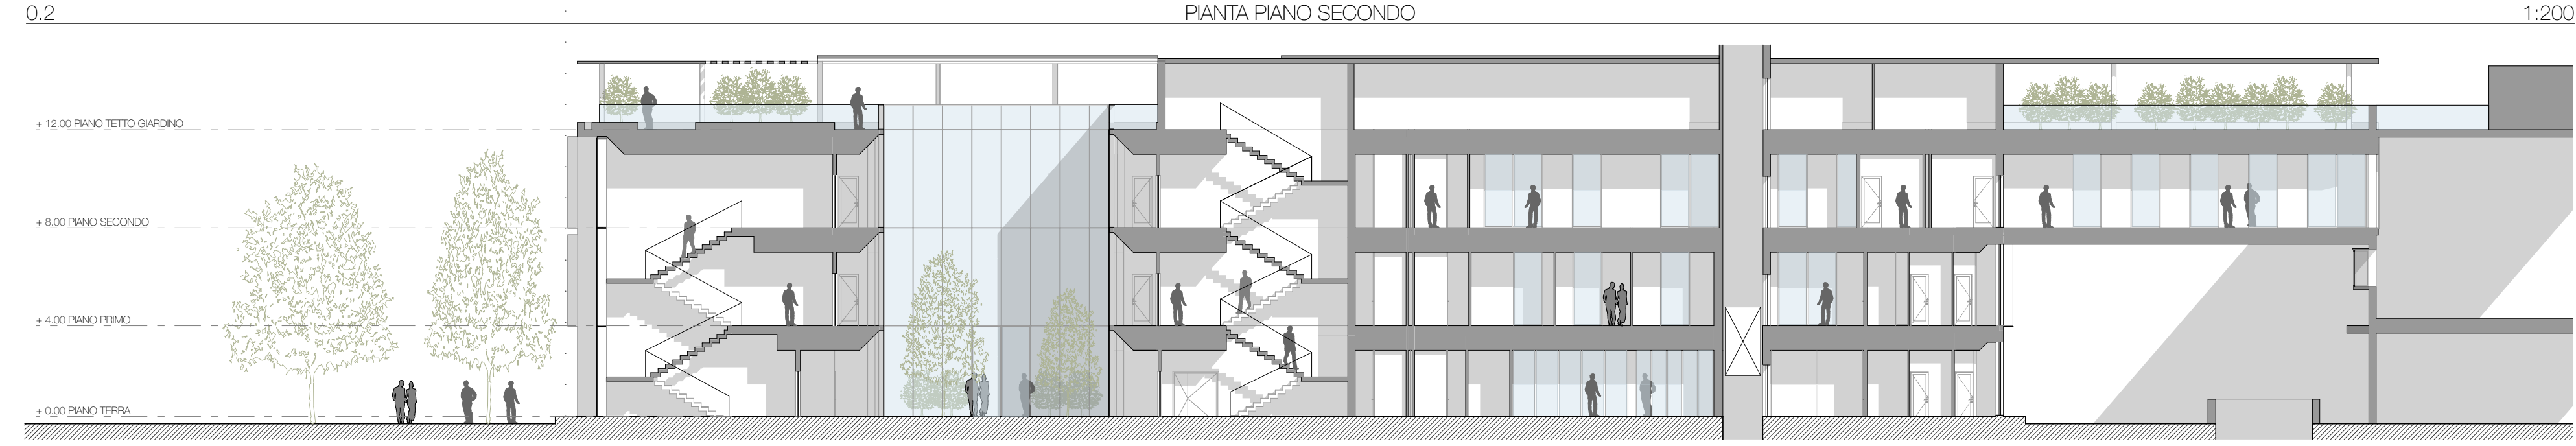 0.2 PIANTA PIANO SECONDO 1:200
+ 12.00 PIANO TETTO GIARDINO
+ 8.00 PIANO SECONDO
+ 4.00 PIANO PRIMO
+ 0.00 PIANO TERRA